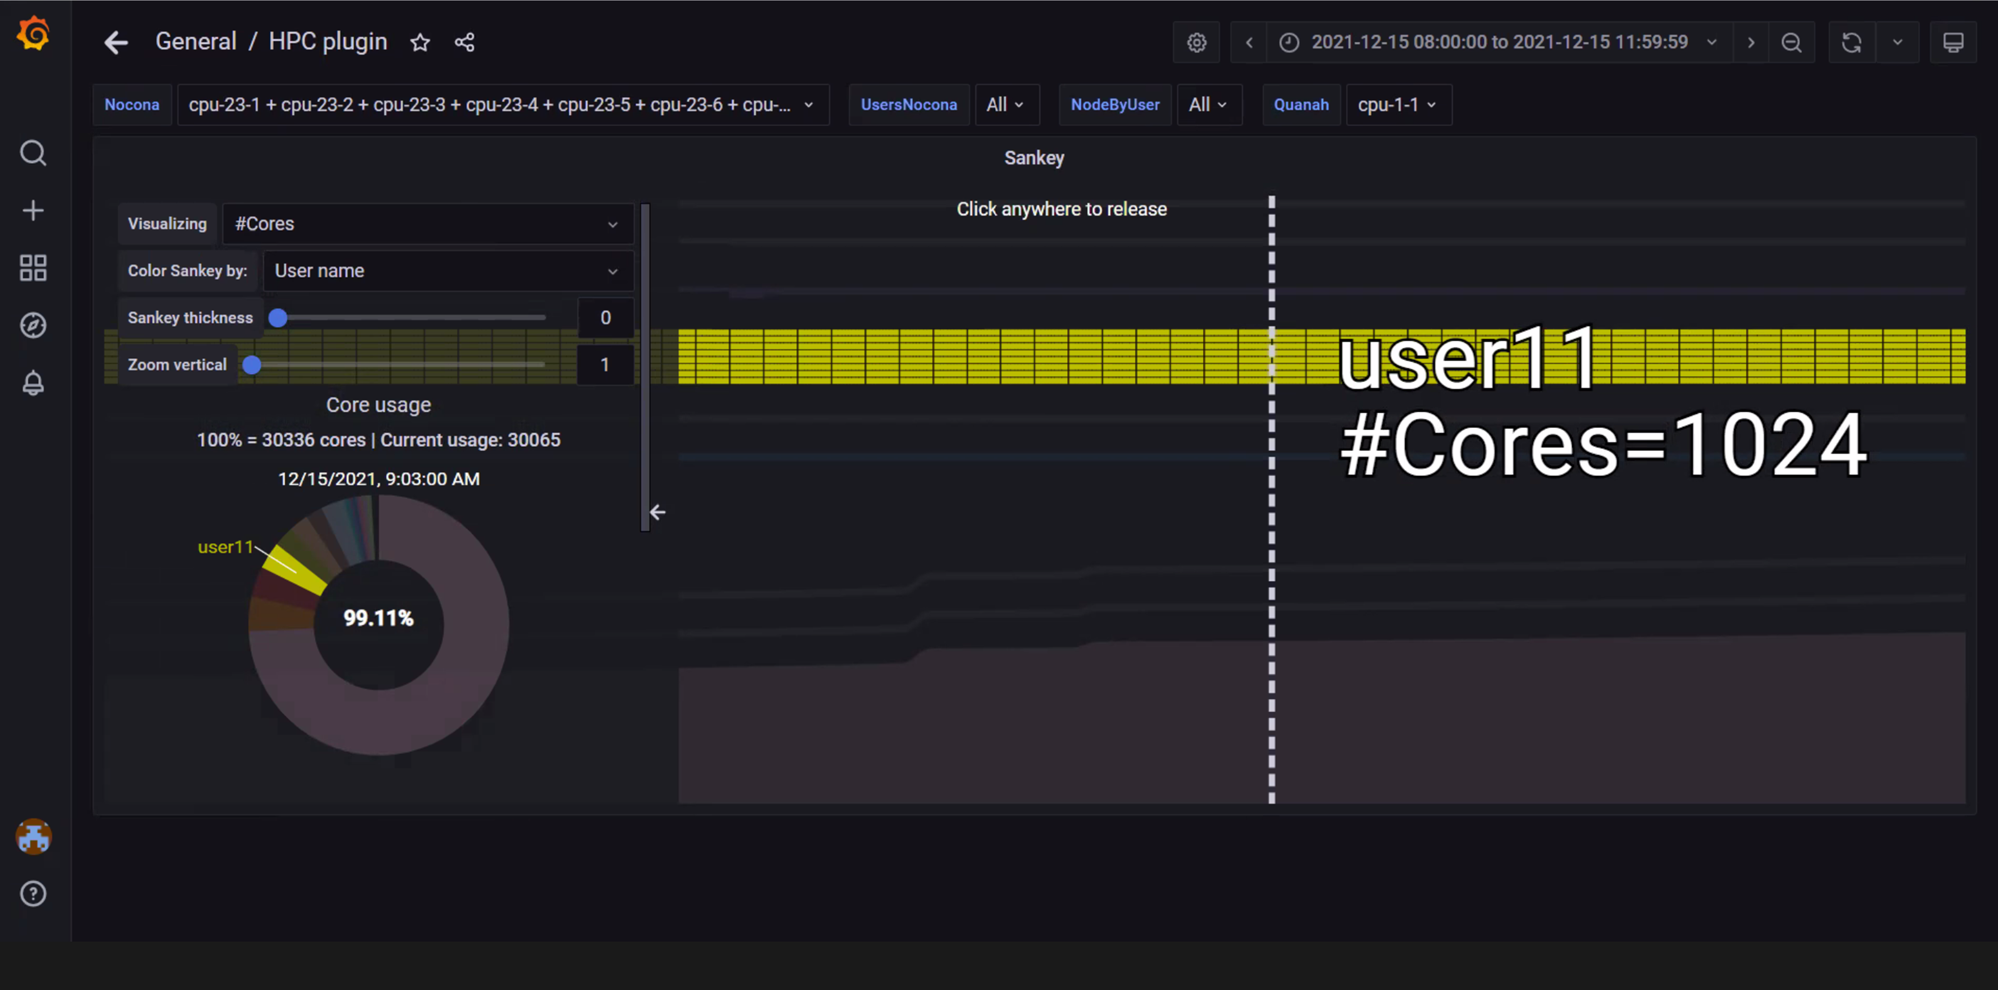 General / HPC plugin
2021-12-15 08:00:00 to 2021-12-15 11:59:59
Nocona cpu-23-1 + cpu-23-2 + cpu-23-3 + cpu-23-4 + cpu-23-5 + cpu-23-6 + cpu-... UsersNocona All NodeByUser All Quanah cpu-1-1
Sankey
Click anywhere to release
Visualizing #Cores
Color Sankey by: User name
Sankey thickness 0
Zoom vertical 1
Core usage
100% = 30336 cores | Current usage: 30065
12/15/2021, 9:03:00 AM
user11
99.11%
user11
#Cores=1024